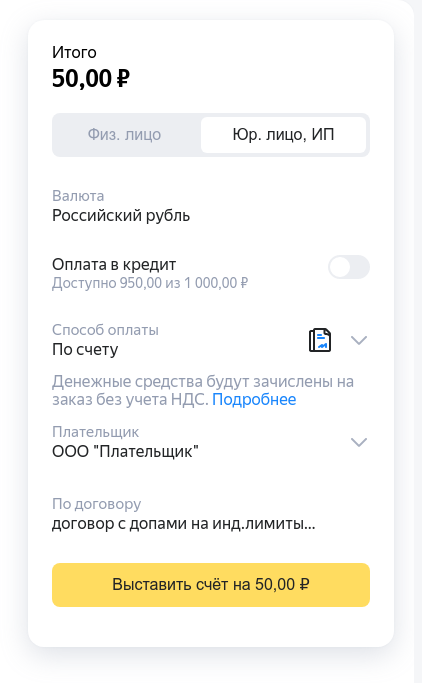 Итого
50,00 ₽
Физ. лицо
Юр. лицо, ИП
Валюта
Российский рубль
Оплата в кредит
Доступно 950,00 из 1 000,00 ₽
Способ оплаты
По счету
Денежные средства будут зачислены на
заказ без учета НДС. Подробнее
Плательщик
ООО "Плательщик"
По договору
договор с допами на инд.лимиты...
Выставить счёт на 50,00 ₽